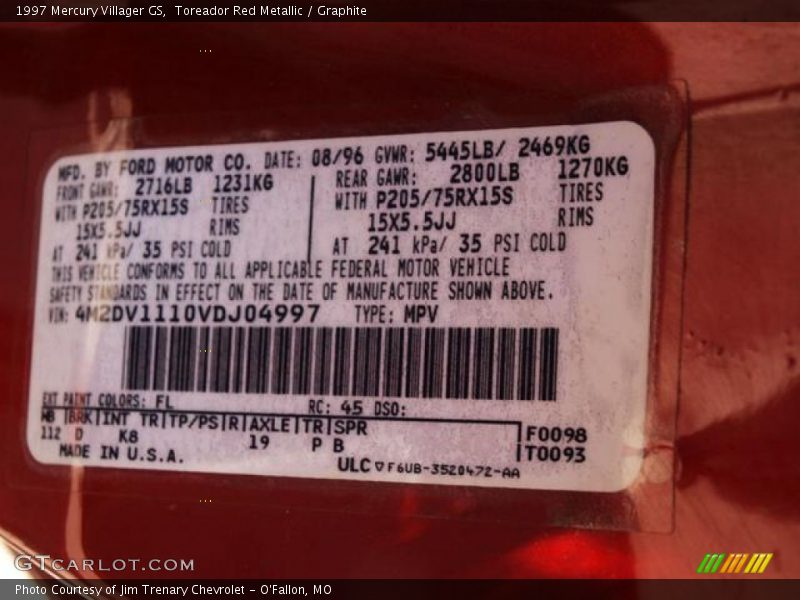 1997 Mercury Villager GS,  Toreador Red Metallic / Graphite
MFD. BY FORD MOTOR CO. DATE: 08/96 GVWR: 5445LB/ 2469KG
FRONT GAWR: 2716LB 1231KG REAR GAWR: 2800LB 1270KG
WITH P205/75RX15S TIRES WITH P205/75RX15S TIRES
15X5.5JJ RIMS 15X5.5JJ RIMS
AT 241 kPa/ 35 PSI COLD AT 241 kPa/ 35 PSI COLD
THIS VEHICLE CONFORMS TO ALL APPLICABLE FEDERAL MOTOR VEHICLE
SAFETY STANDARDS IN EFFECT ON THE DATE OF MANUFACTURE SHOWN ABOVE.
VIN: 4M2DV1110VDJ04997 TYPE: MPV
EXT PAINT COLORS: FL RC: 45 DSO:
WB |BRK|INT TR|TP/PS|R|AXLE|TR|SPR F0098
112 D K8 19 P B T0093
MADE IN U.S.A.
ULC F6UB-3520472-AA
GTCARLOT.COM
Photo Courtesy of Jim Trenary Chevrolet - O'Fallon, MO